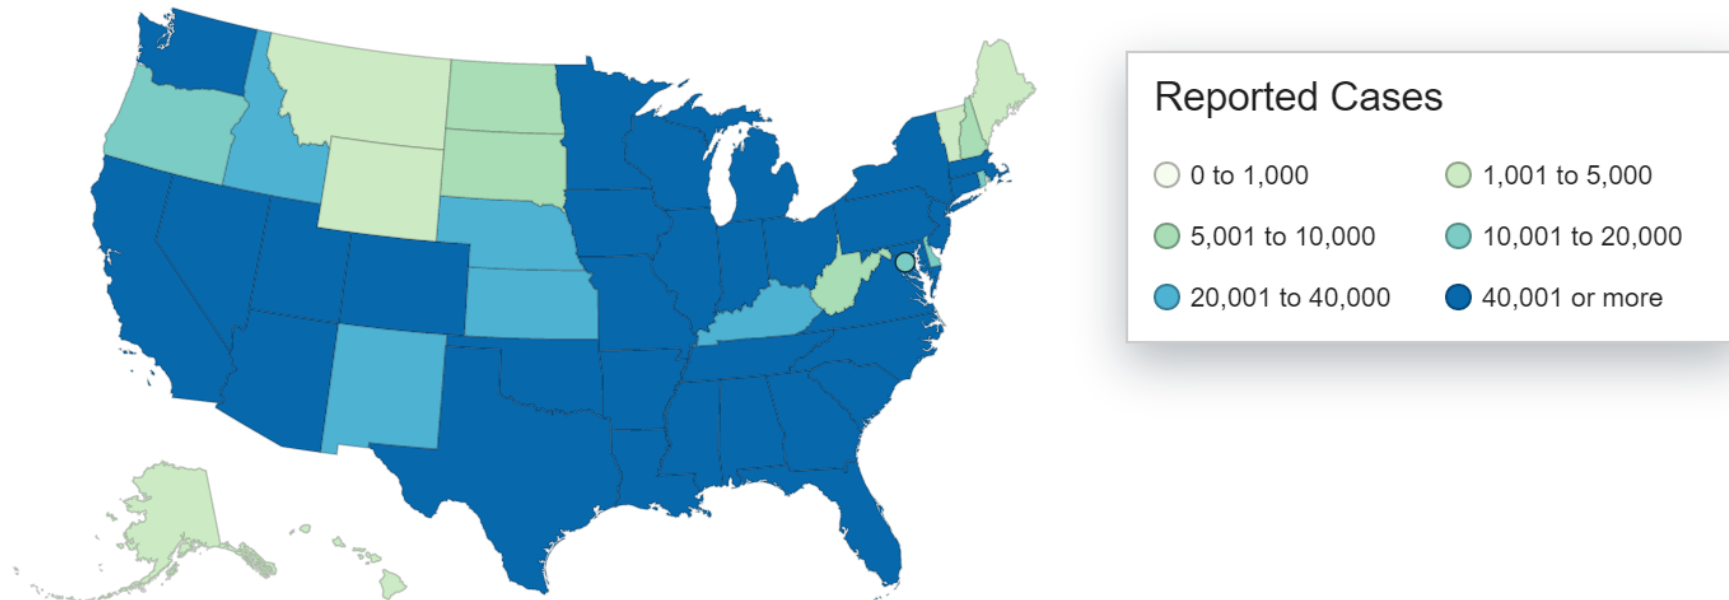 Reported Cases
0 to 1,000
1,001 to 5,000
5,001 to 10,000
10,001 to 20,000
20,001 to 40,000
40,001 or more